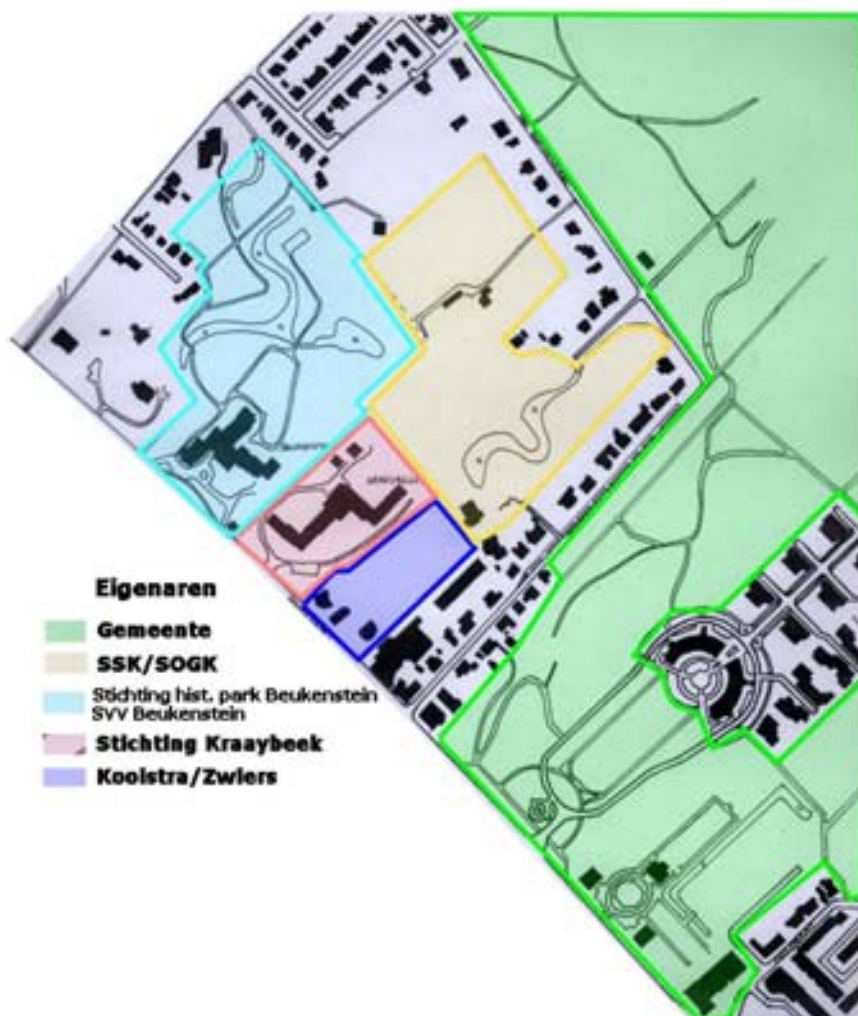 Eigenaren
Gemeente
SSK/SOGK
Stichting hist. park Beukenstein
SVV Beukenstein
Stichting Kraaybeek
Koolstra/Zwiers